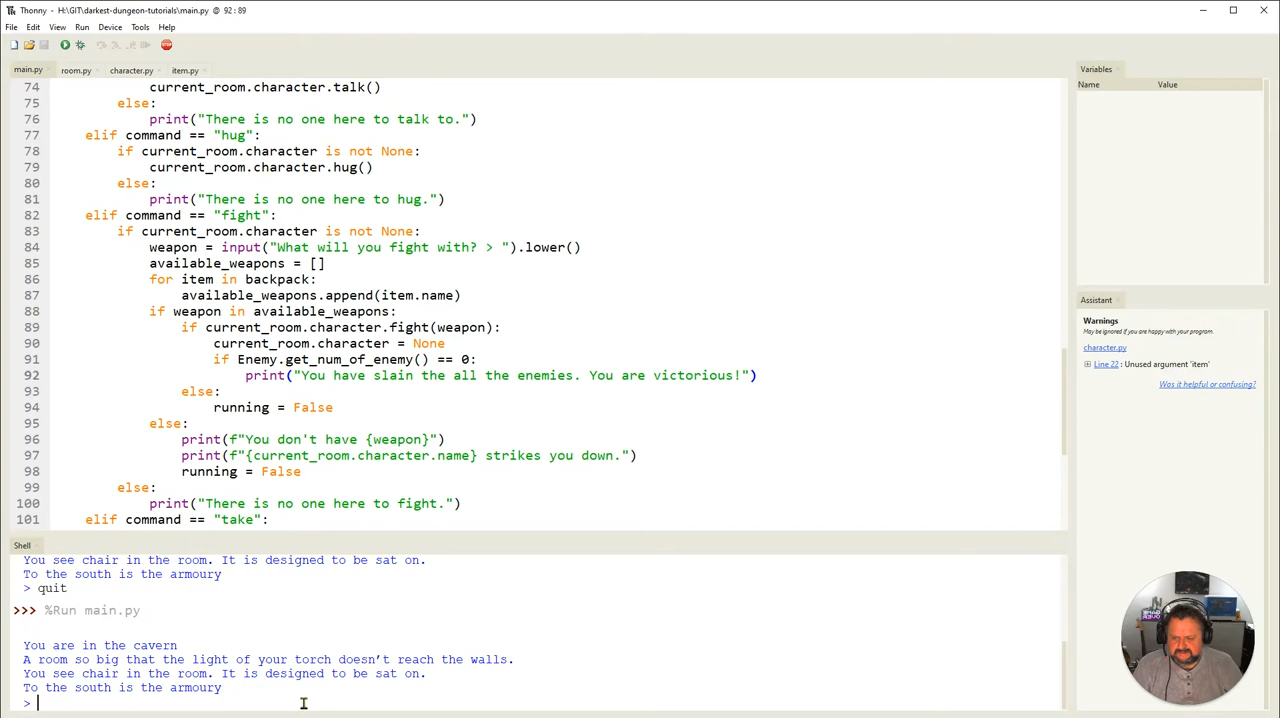 Thonny - H:\GIT\darkest-dungeon-tutorials\main.py @ 92 : 89
File Edit View Run Device Tools Help
STOP
main.py room.py character.py item.py
74 current_room.character.talk()
75 else:
76 print("There is no one here to talk to.")
77 elif command == "hug":
78 if current_room.character is not None:
79 current_room.character.hug()
80 else:
81 print("There is no one here to hug.")
82 elif command == "fight":
83 if current_room.character is not None:
84 weapon = input("What will you fight with? > ").lower()
85 available_weapons = []
86 for item in backpack:
87 available_weapons.append(item.name)
88 if weapon in available_weapons:
89 if current_room.character.fight(weapon):
90 current_room.character = None
91 if Enemy.get_num_of_enemy() == 0:
92 print("You have slain the all the enemies. You are victorious!")
93 else:
94 running = False
95 else:
96 print(f"You don't have {weapon}")
97 print(f"{current_room.character.name} strikes you down.")
98 running = False
99 else:
100 print("There is no one here to fight.")
101 elif command == "take":
Shell
You see chair in the room. It is designed to be sat on.
To the south is the armoury
> quit
>>> %Run main.py
You are in the cavern
A room so big that the light of your torch doesn’t reach the walls.
You see chair in the room. It is designed to be sat on.
To the south is the armoury
>
Variables
Name Value
Assistant
Warnings
May be ignored if you are happy with your program.
character.py
Line 22 : Unused argument 'item'
Was it helpful or confusing?